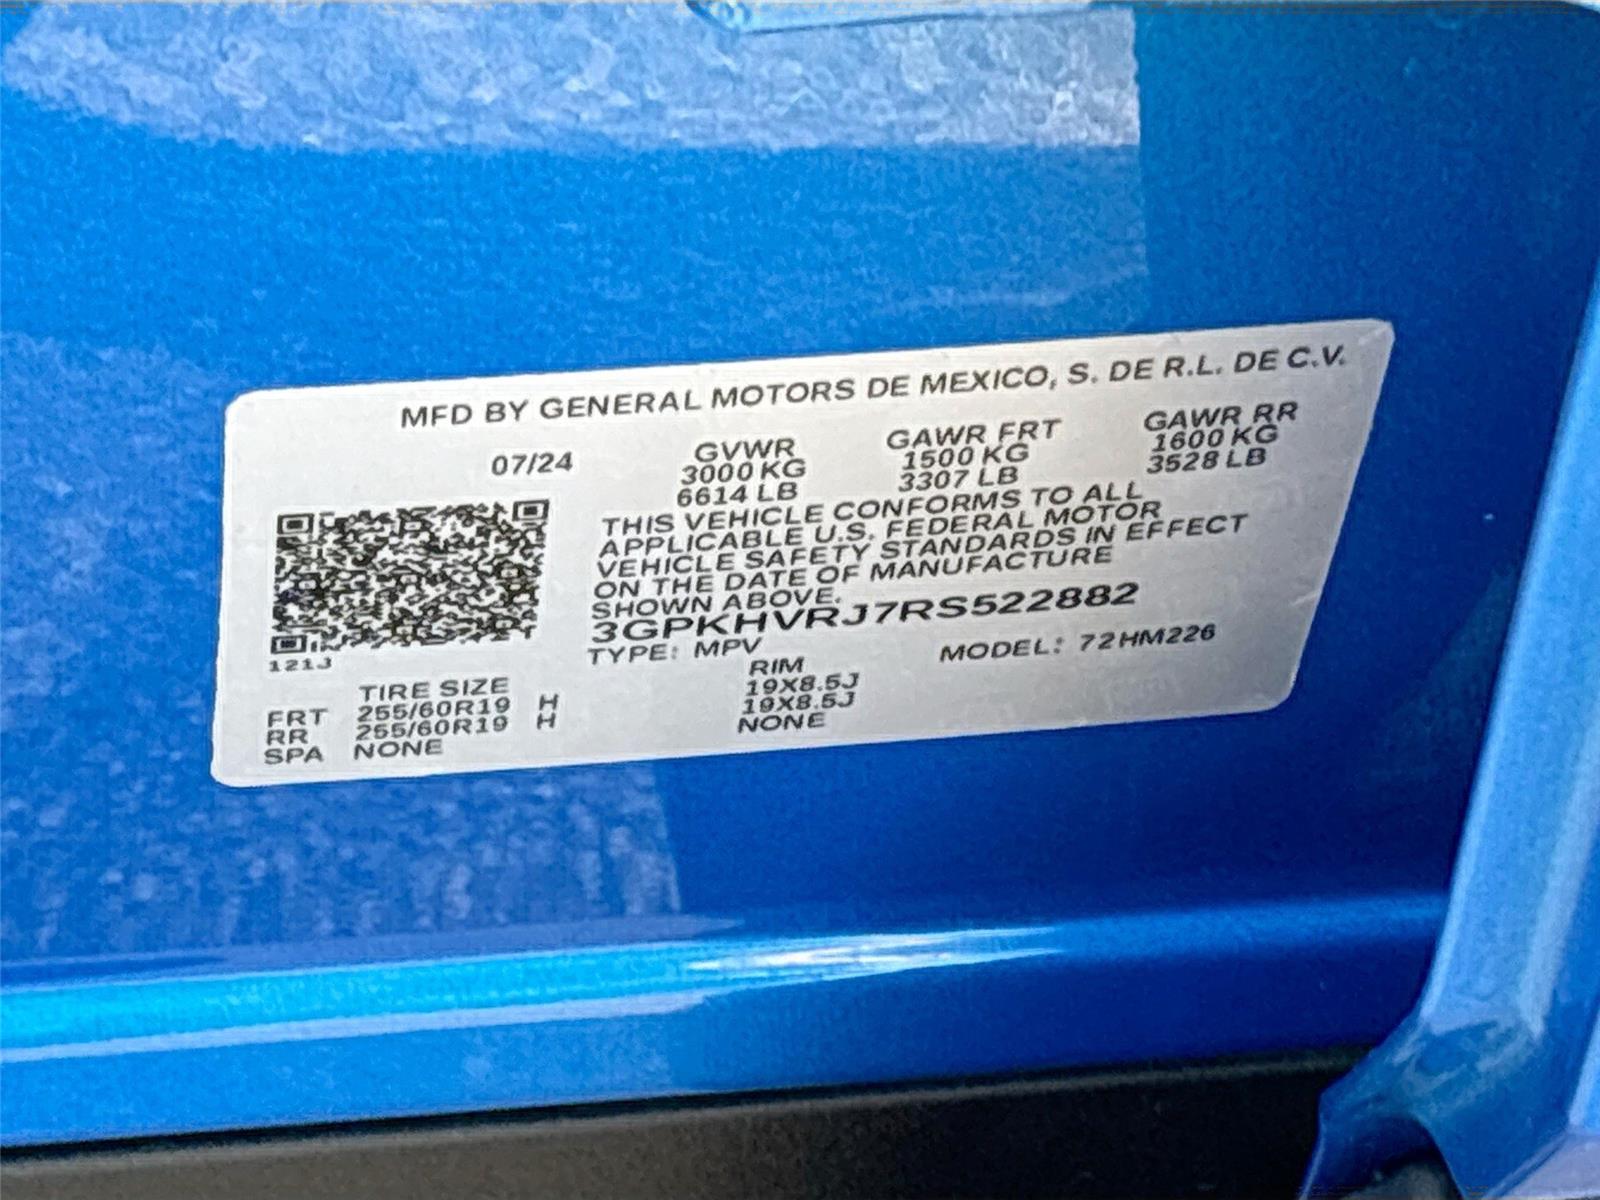 MFD BY GENERAL MOTORS DE MEXICO, S. DE R.L. DE C.V.
07/24 GVWR GAWR FRT GAWR RR
3000 KG 1500 KG 1600 KG
6614 LB 3307 LB 3528 LB
THIS VEHICLE CONFORMS TO ALL
APPLICABLE U.S. FEDERAL MOTOR
VEHICLE SAFETY STANDARDS IN EFFECT
ON THE DATE OF MANUFACTURE
SHOWN ABOVE.
3GPKHVRJ7RS522882
TYPE: MPV MODEL: 72HM226
121J
TIRE SIZE RIM
FRT 255/60R19 H 19X8.5J
RR 255/60R19 H 19X8.5J
SPA NONE NONE